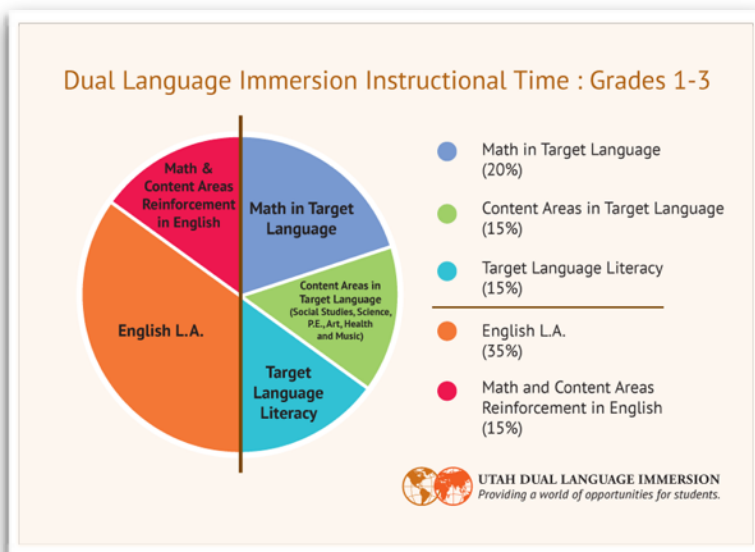 Dual Language Immersion Instructional Time : Grades 1-3
Math &
Content Areas
Reinforcement
in English
Math in Target
Language
Content Areas in
Target Language
(Social Studies, Science,
P.E., Art, Health
and Music)
English L.A.
Target
Language
Literacy
Math in Target Language
(20%)
Content Areas in Target Language
(15%)
Target Language Literacy
(15%)
English L.A.
(35%)
Math and Content Areas
Reinforcement in English
(15%)
UTAH DUAL LANGUAGE IMMERSION
Providing a world of opportunities for students.